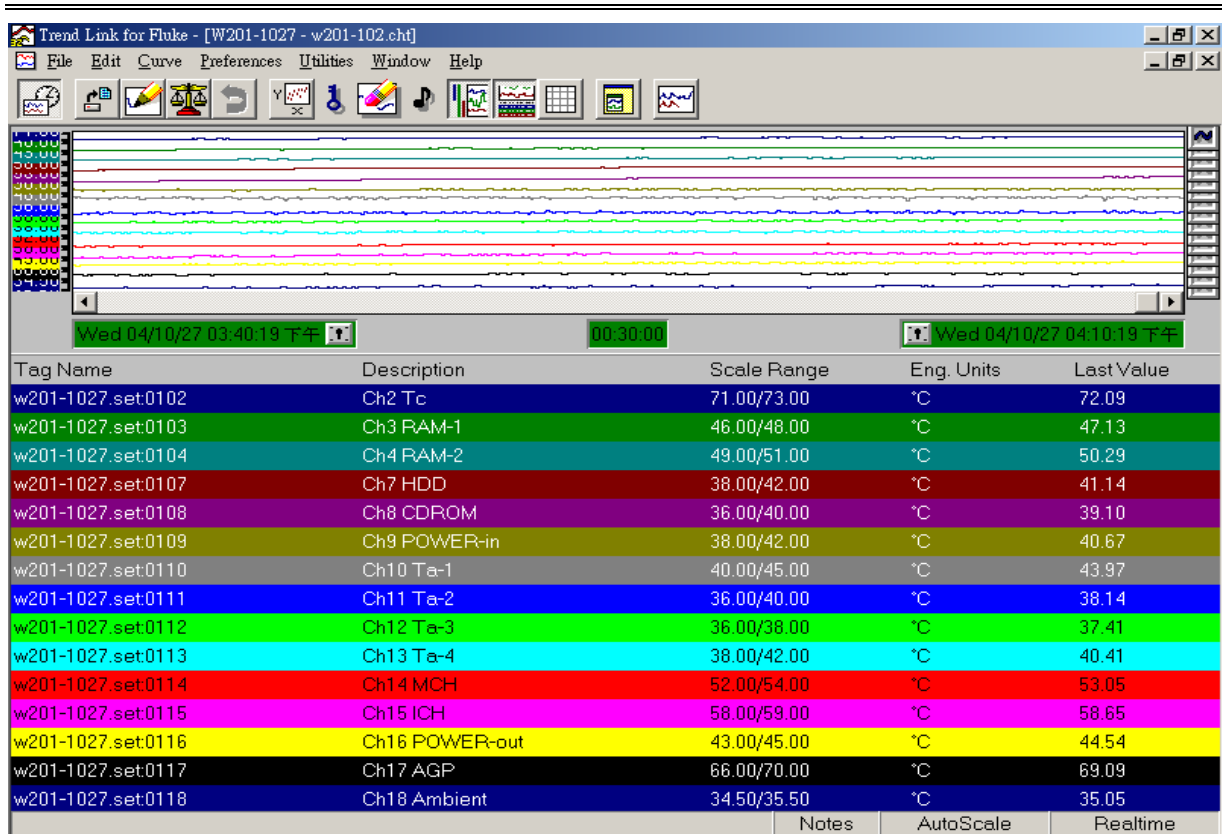 Trend Link for Fluke - [W201-1027 - w201-102.cht]
File Edit Curve Preferences Utilities Window Help
Wed 04/10/27 03:40:19 下午 00:30:00 Wed 04/10/27 04:10:19 下午
Tag Name Description Scale Range Eng. Units Last Value
w201-1027.set:0102 Ch2 Tc 71.00/73.00 °C 72.09
w201-1027.set:0103 Ch3 RAM-1 46.00/48.00 °C 47.13
w201-1027.set:0104 Ch4 RAM-2 49.00/51.00 °C 50.29
w201-1027.set:0107 Ch7 HDD 38.00/42.00 °C 41.14
w201-1027.set:0108 Ch8 CDROM 36.00/40.00 °C 39.10
w201-1027.set:0109 Ch9 POWER-in 38.00/42.00 °C 40.67
w201-1027.set:0110 Ch10 Ta-1 40.00/45.00 °C 43.97
w201-1027.set:0111 Ch11 Ta-2 36.00/40.00 °C 38.14
w201-1027.set:0112 Ch12 Ta-3 36.00/38.00 °C 37.41
w201-1027.set:0113 Ch13 Ta-4 38.00/42.00 °C 40.41
w201-1027.set:0114 Ch14 MCH 52.00/54.00 °C 53.05
w201-1027.set:0115 Ch15 ICH 58.00/59.00 °C 58.65
w201-1027.set:0116 Ch16 POWER-out 43.00/45.00 °C 44.54
w201-1027.set:0117 Ch17 AGP 66.00/70.00 °C 69.09
w201-1027.set:0118 Ch18 Ambient 34.50/35.50 °C 35.05
Notes AutoScale Realtime